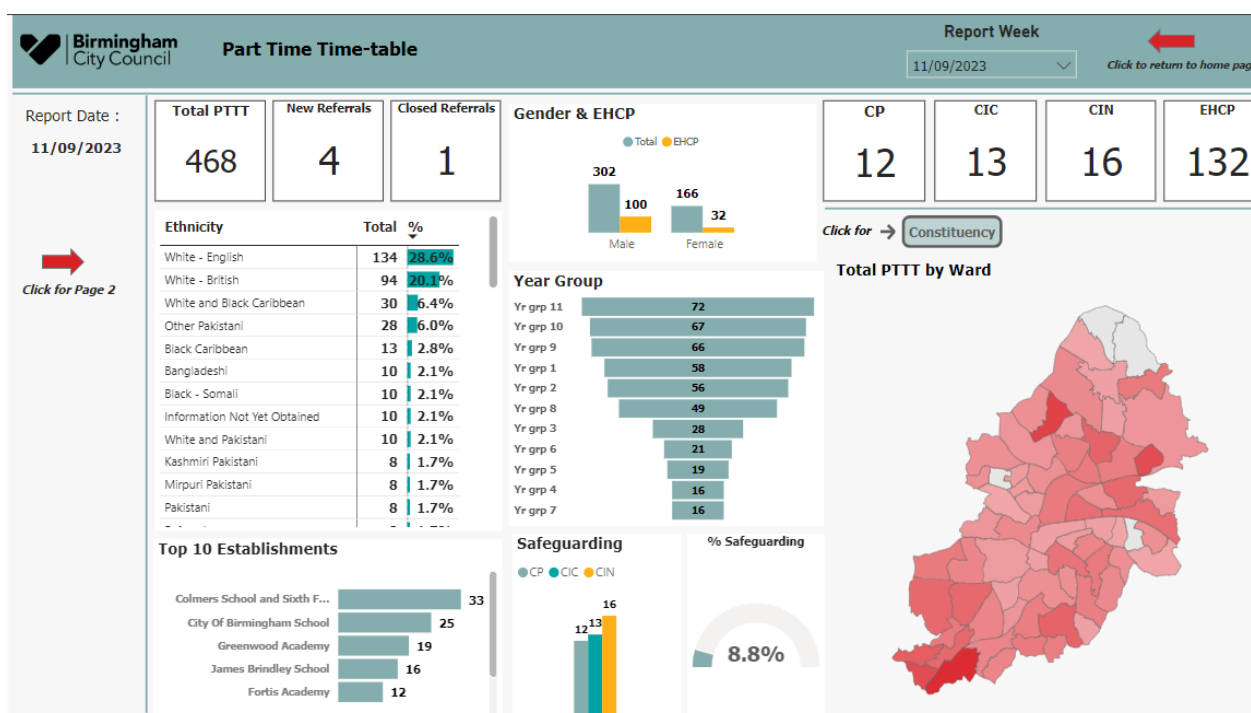 Birmingham
City Council
Part Time Time-table
Report Week
11/09/2023
Click to return to home pag
Report Date :
11/09/2023
Click for Page 2
Total PTTT
468
New Referrals
4
Closed Referrals
1
Ethnicity Total %
White - English 134 28.6%
White - British 94 20.1%
White and Black Caribbean 30 6.4%
Other Pakistani 28 6.0%
Black Caribbean 13 2.8%
Bangladeshi 10 2.1%
Black - Somali 10 2.1%
Information Not Yet Obtained 10 2.1%
White and Pakistani 10 2.1%
Kashmiri Pakistani 8 1.7%
Mirpuri Pakistani 8 1.7%
Pakistani 8 1.7%
Top 10 Establishments
Colmers School and Sixth F... 33
City Of Birmingham School 25
Greenwood Academy 19
James Brindley School 16
Fortis Academy 12
Gender & EHCP
Total EHCP
302
100
166
32
Male Female
Year Group
Yr grp 11 72
Yr grp 10 67
Yr grp 9 66
Yr grp 1 58
Yr grp 2 56
Yr grp 8 49
Yr grp 3 28
Yr grp 6 21
Yr grp 5 19
Yr grp 4 16
Yr grp 7 16
Safeguarding
CP CIC CIN
12 13 16
% Safeguarding
8.8%
CP
12
CIC
13
CIN
16
EHCP
132
Click for
Constituency
Total PTTT by Ward